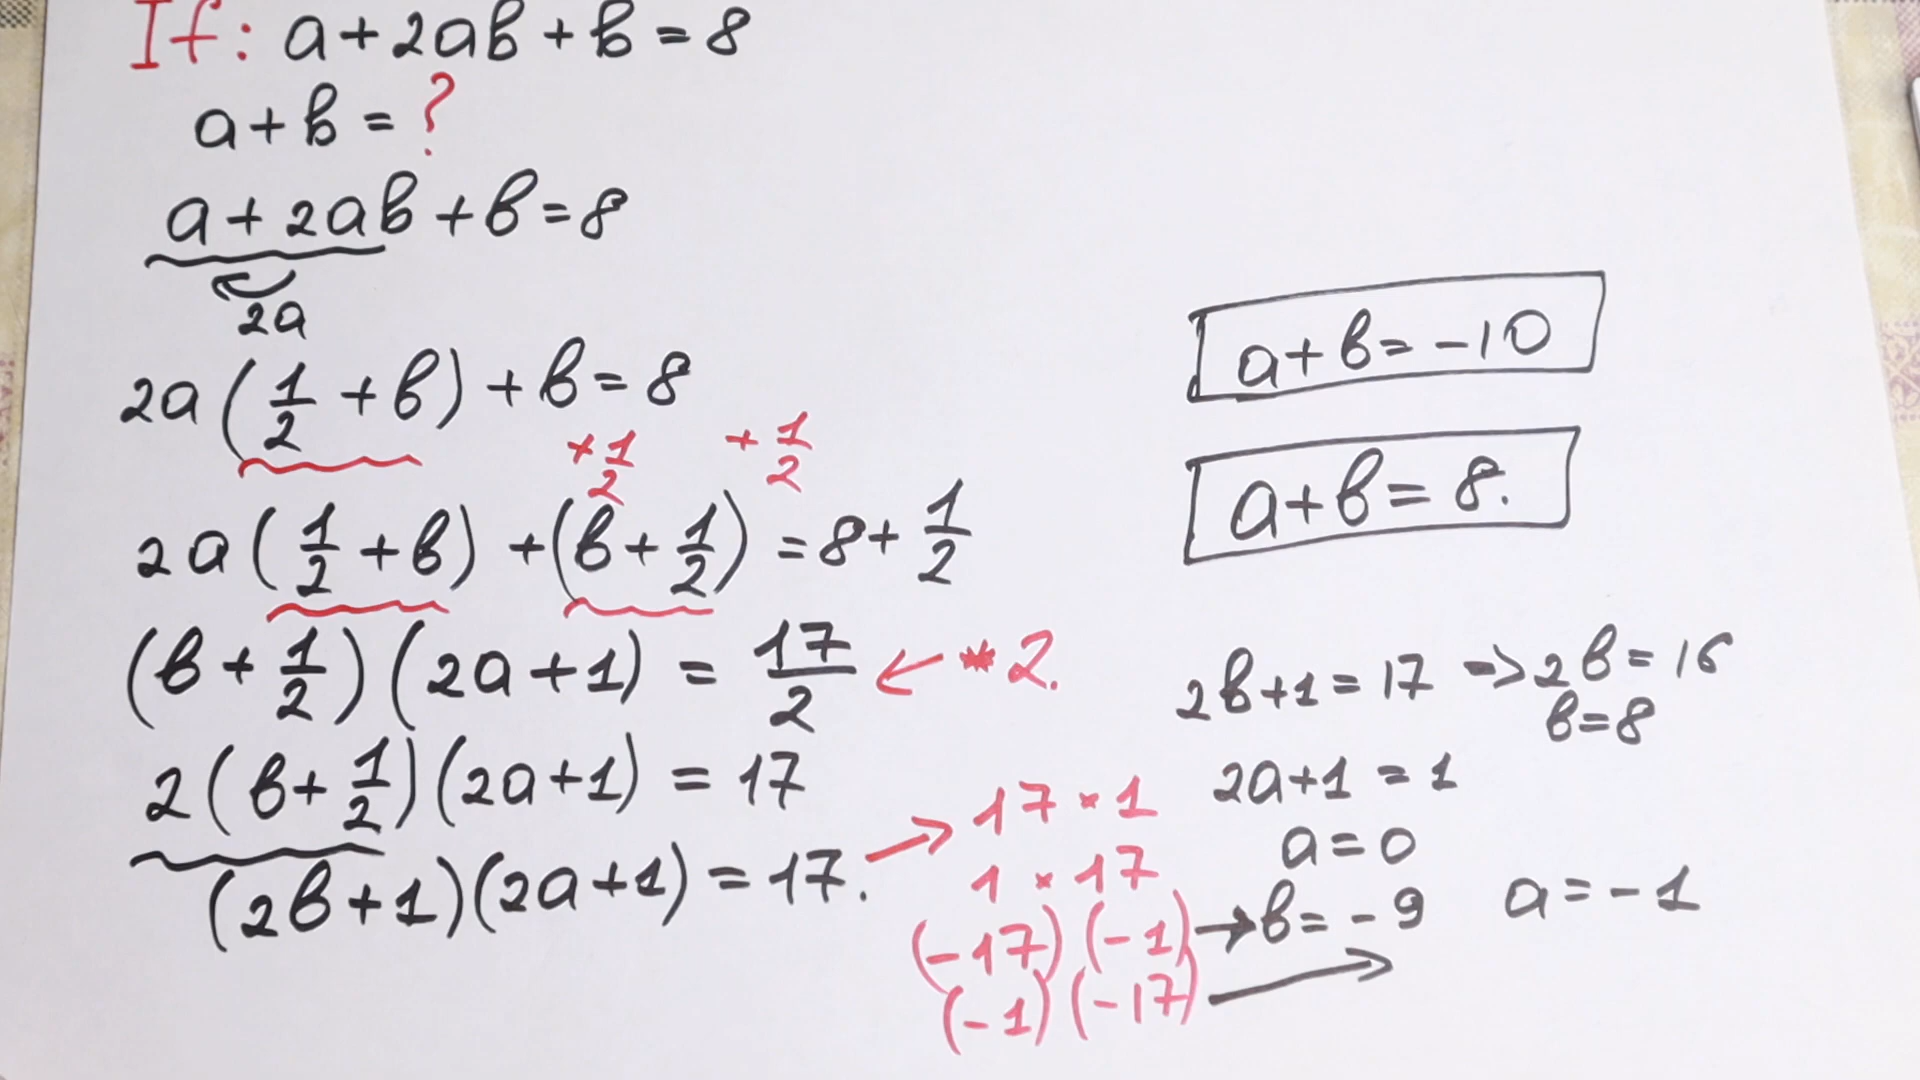 If: a+2ab+b=8
a+b=?
a+2ab+b=8
2a
2a(1/2+b)+b=8
+1/2 +1/2
2a(1/2+b)+(b+1/2)=8+1/2
(b+1/2)(2a+1)=17/2 ← *2.
2(b+1/2)(2a+1)=17
(2b+1)(2a+1)=17. →
17*1
1*17
(-17)(-1) → b=-9 a=-1
(-1)(-17) →
a+b=-10
a+b=8.
2b+1=17 => 2b=16
b=8
2a+1=1
a=0